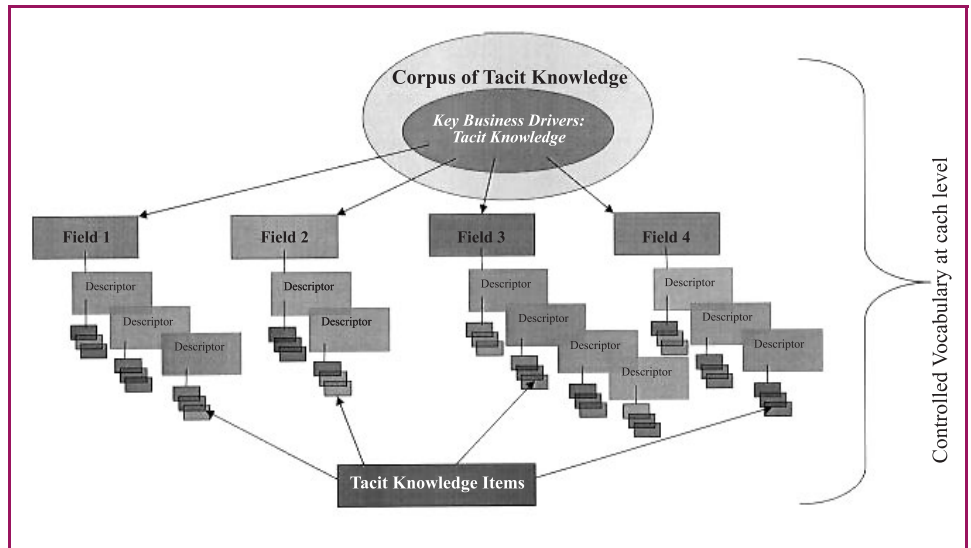 Corpus of Tacit Knowledge
Key Business Drivers:
Tacit Knowledge
Field 1
Field 2
Field 3
Field 4
Descriptor
Descriptor
Descriptor
Descriptor
Descriptor
Descriptor
Descriptor
Descriptor
Descriptor
Descriptor
Descriptor
Descriptor
Tacit Knowledge Items
Controlled Vocabulary at cach level